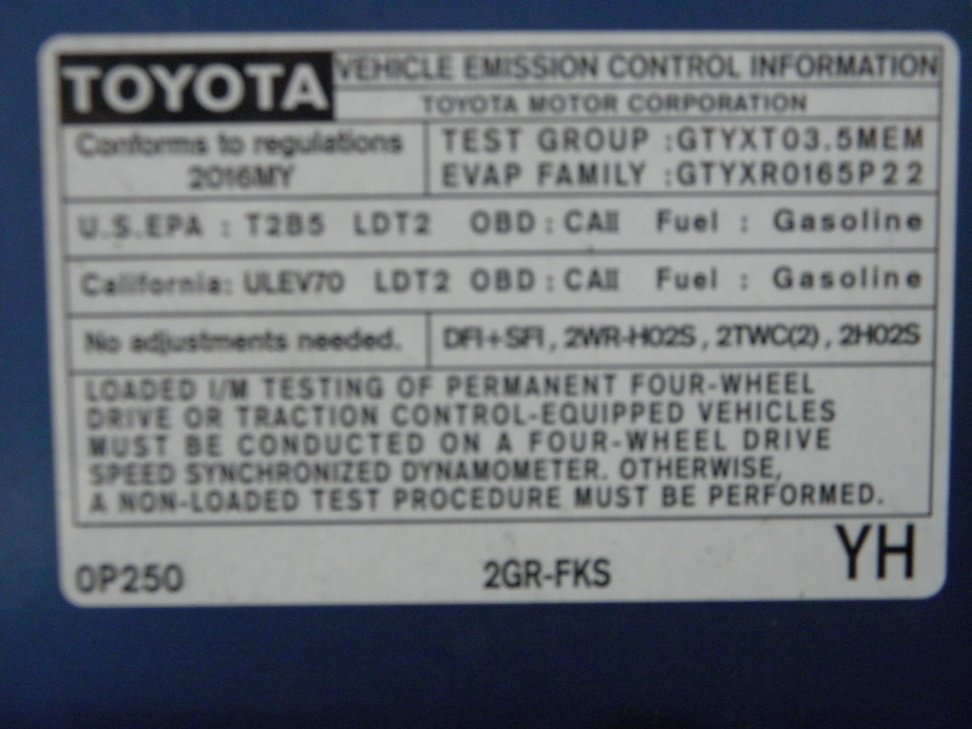 TOYOTA VEHICLE EMISSION CONTROL INFORMATION
TOYOTA MOTOR CORPORATION
Conforms to regulations
2016MY
TEST GROUP :GTYXT03.5MEM
EVAP FAMILY :GTYXR0165P22
U.S.EPA : T2B5 LDT2 OBD : CAII Fuel : Gasoline
California: ULEV70 LDT2 OBD : CAII Fuel : Gasoline
No adjustments needed.
DFI+SFI , 2WR-HO2S , 2TWC(2) , 2HO2S
LOADED I/M TESTING OF PERMANENT FOUR-WHEEL
DRIVE OR TRACTION CONTROL-EQUIPPED VEHICLES
MUST BE CONDUCTED ON A FOUR-WHEEL DRIVE
SPEED SYNCHRONIZED DYNAMOMETER. OTHERWISE,
A NON-LOADED TEST PROCEDURE MUST BE PERFORMED.
0P250 2GR-FKS YH